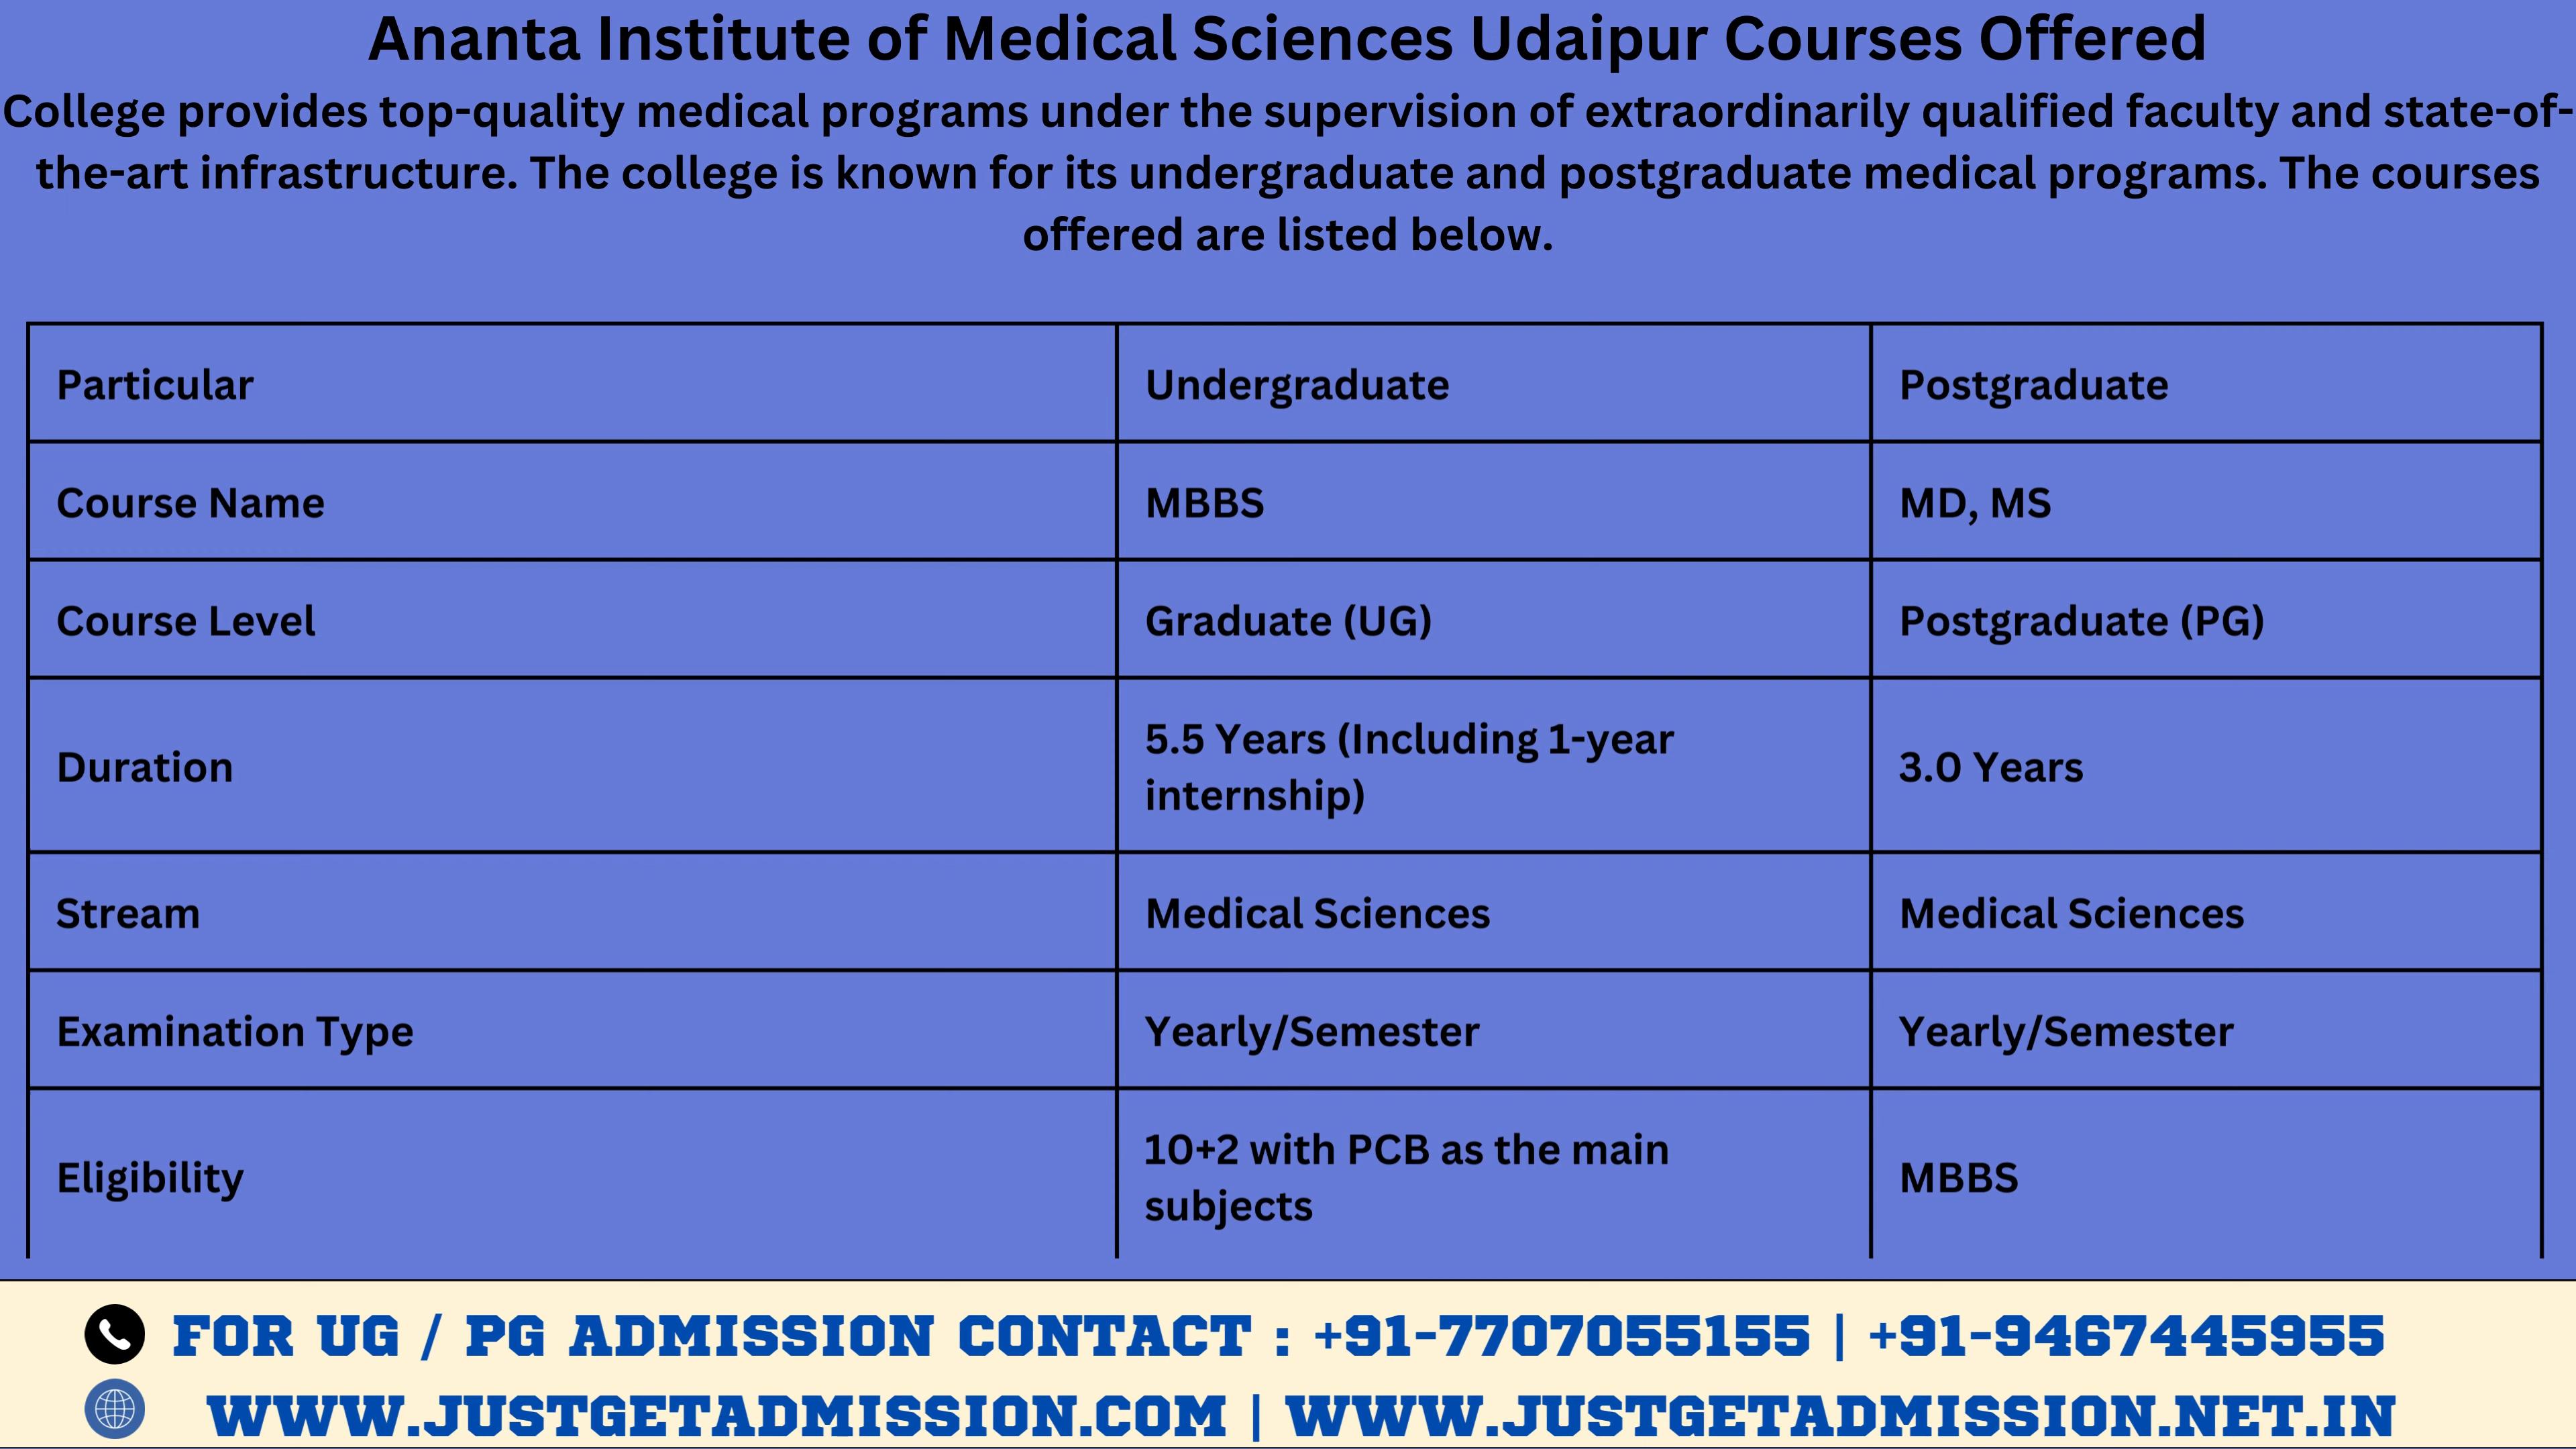 Ananta Institute of Medical Sciences Udaipur Courses Offered
College provides top-quality medical programs under the supervision of extraordinarily qualified faculty and state-of-
the-art infrastructure. The college is known for its undergraduate and postgraduate medical programs. The courses
offered are listed below.
Particular Undergraduate Postgraduate
Course Name MBBS MD, MS
Course Level Graduate (UG) Postgraduate (PG)
Duration 5.5 Years (Including 1-year
internship) 3.0 Years
Stream Medical Sciences Medical Sciences
Examination Type Yearly/Semester Yearly/Semester
Eligibility 10+2 with PCB as the main
subjects MBBS
FOR UG / PG ADMISSION CONTACT : +91-7707055155 | +91-9467445955
WWW.JUSTGETADMISSION.COM | WWW.JUSTGETADMISSION.NET.IN